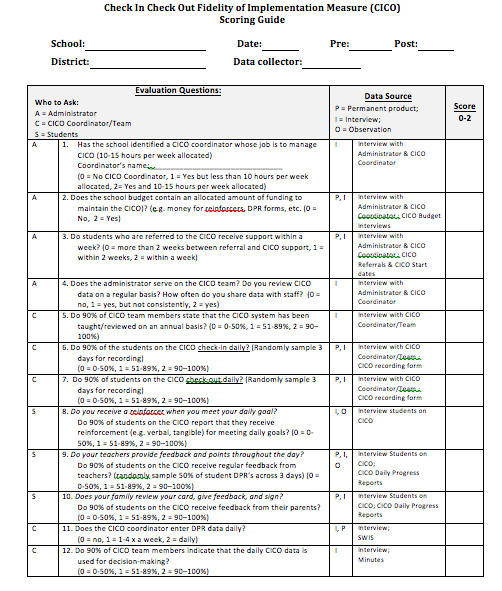 Check In Check Out Fidelity of Implementation Measure (CICO)
Scoring Guide
School: Date: Pre: Post:
District: Data collector:
Evaluation Questions:
Who to Ask:
A = Administrator
C = CICO Coordinator/Team
S = Students
Data Source
P = Permanent product;
I = Interview;
O = Observation
Score
0-2
A
1. Has the school identified a CICO coordinator whose job is to manage
CICO (10-15 hours per week allocated)
Coordinator's name:
(0 = No CICO Coordinator, 1 = Yes but less than 10 hours per week
allocated, 2= Yes and 10-15 hours per week allocated)
I
Interview with
Administrator & CICO
Coordinator
A
2. Does the school budget contain an allocated amount of funding to
maintain the CICO)? (e.g. money for reinforcers, DPR forms, etc. (0 =
No, 2 = Yes)
P, I
Interview with
Administrator & CICO
Coordinator; CICO Budget
Interviews
A
3. Do students who are referred to the CICO receive support within a
week? (0 = more than 2 weeks between referral and CICO support, 1 =
within 2 weeks, 2 = within a week)
P, I
Interview with
Administrator & CICO
Coordinator; CICO
Referrals & CICO Start
dates
A
4. Does the administrator serve on the CICO team? Do you review CICO
data on a regular basis? How often do you share data with staff? (0 =
no, 1 = yes, but not consistently, 2 = yes)
I
Interview with
Administrator & CICO
Coordinator
C
5. Do 90% of CICO team members state that the CICO system has been
taught/reviewed on an annual basis? (0 = 0-50%, 1 = 51-89%, 2 = 90–
100%)
I
Interview with CICO
Coordinator/Team
C
6. Do 90% of the students on the CICO check-in daily? (Randomly sample 3
days for recording)
(0 = 0-50%, 1 = 51-89%, 2 = 90–100%)
P, I
Interview with CICO
Coordinator/Team;
CICO recording form
C
7. Do 90% of students on the CICO check-out daily? (Randomly sample 3
days for recording)
(0 = 0-50%, 1 = 51-89%, 2 = 90–100%)
P, I
Interview with CICO
Coordinator/Team;
CICO recording form
S
8. Do you receive a reinforcer when you meet your daily goal?
Do 90% of students on the CICO report that they receive
reinforcement (e.g. verbal, tangible) for meeting daily goals? (0 = 0-
50%, 1 = 51-89%, 2 = 90–100%)
I, O
Interview students on
CICO
S
9. Do your teachers provide feedback and points throughout the day?
Do 90% of students on the CICO receive regular feedback from
teachers? (randomly sample 50% of student DPR's across 3 days) (0 =
0-50%, 1 = 51-89%, 2 = 90–100%)
P, I,
O
Interview Students on
CICO;
CICO Daily Progress
Reports
S
10. Does your family review your card, give feedback, and sign?
Do 90% of students on the CICO receive feedback from their parents?
(0 = 0-50%, 1 = 51-89%, 2 = 90–100%)
P, I
Interview Students on
CICO; CICO Daily Progress
Reports
C
11. Does the CICO coordinator enter DPR data daily?
(0 = no, 1 = 1-4 x a week, 2 = daily)
I, P
Interview;
SWIS
C
12. Do 90% of CICO team members indicate that the daily CICO data is
used for decision-making?
(0 = 0-50%, 1 = 51-89%, 2 = 90–100%)
I
Interview;
Minutes